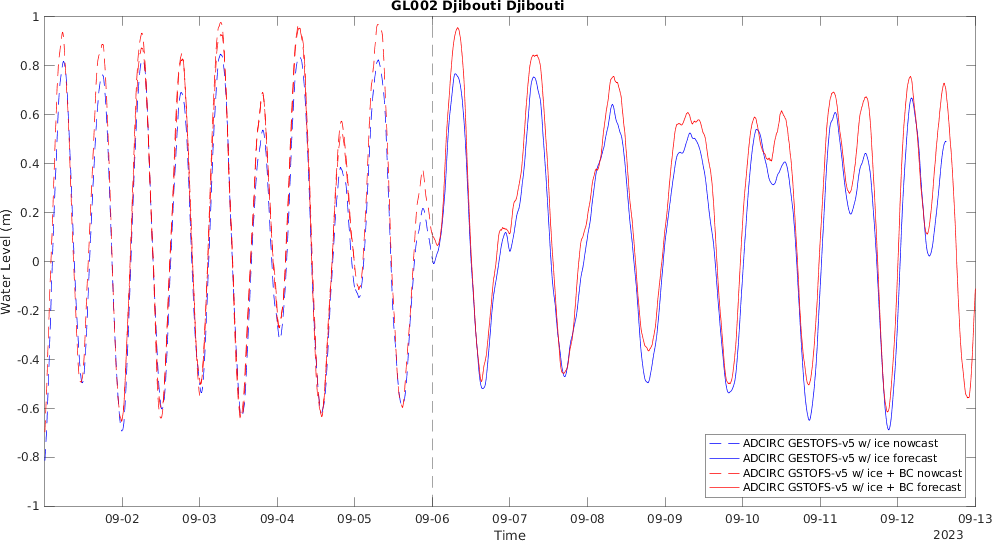 GL002 Djibouti Djibouti
1
0.8
0.6
0.4
0.2
0
-0.2
-0.4
-0.6
-0.8
-1
Water Level (m)
ADCIRC GESTOFS-v5 w/ ice nowcast
ADCIRC GESTOFS-v5 w/ ice forecast
ADCIRC GSTOFS-v5 w/ ice + BC nowcast
ADCIRC GSTOFS-v5 w/ ice + BC forecast
09-02 09-03 09-04 09-05 09-06 09-07 09-08 09-09 09-10 09-11 09-12 09-13
Time
2023